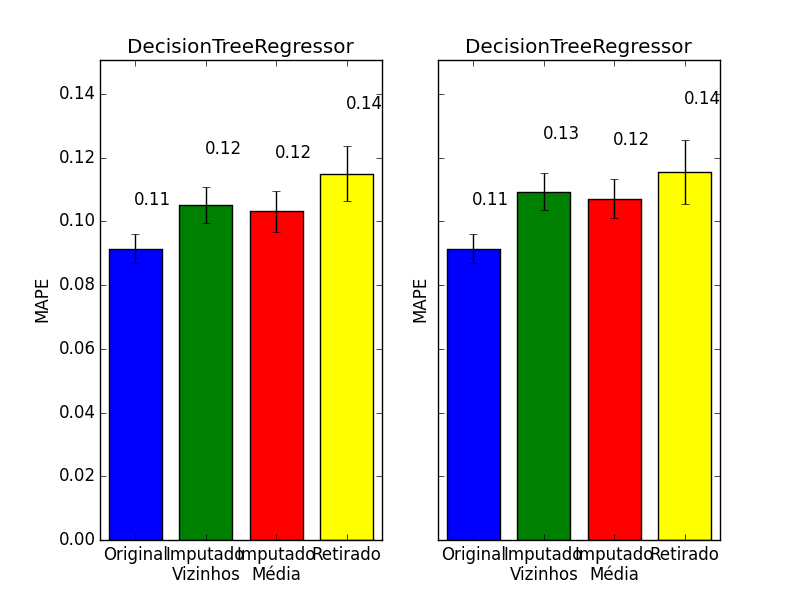 DecisionTreeRegressor
MAPE
0.14
0.12
0.10
0.08
0.06
0.04
0.02
0.00
0.11
0.12
0.12
0.14
Original
Imputado
Vizinhos
Imputado
Média
Retirado
DecisionTreeRegressor
MAPE
0.11
0.13
0.12
0.14
Original
Imputado
Vizinhos
Imputado
Média
Retirado